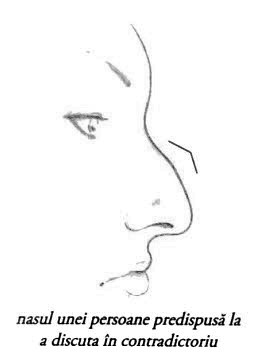 nasul unei persoane predispusă la
a discuta în contradictoriu